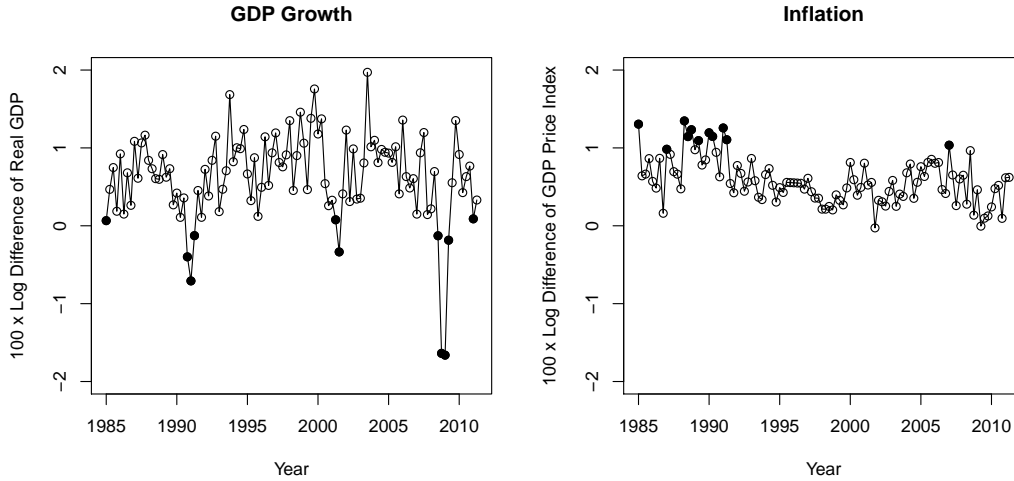 GDP Growth
100 x Log Difference of Real GDP
2
1
0
−1
−2
1985 1990 1995 2000 2005 2010
Year
Inflation
100 x Log Difference of GDP Price Index
2
1
0
−1
−2
1985 1990 1995 2000 2005 2010
Year